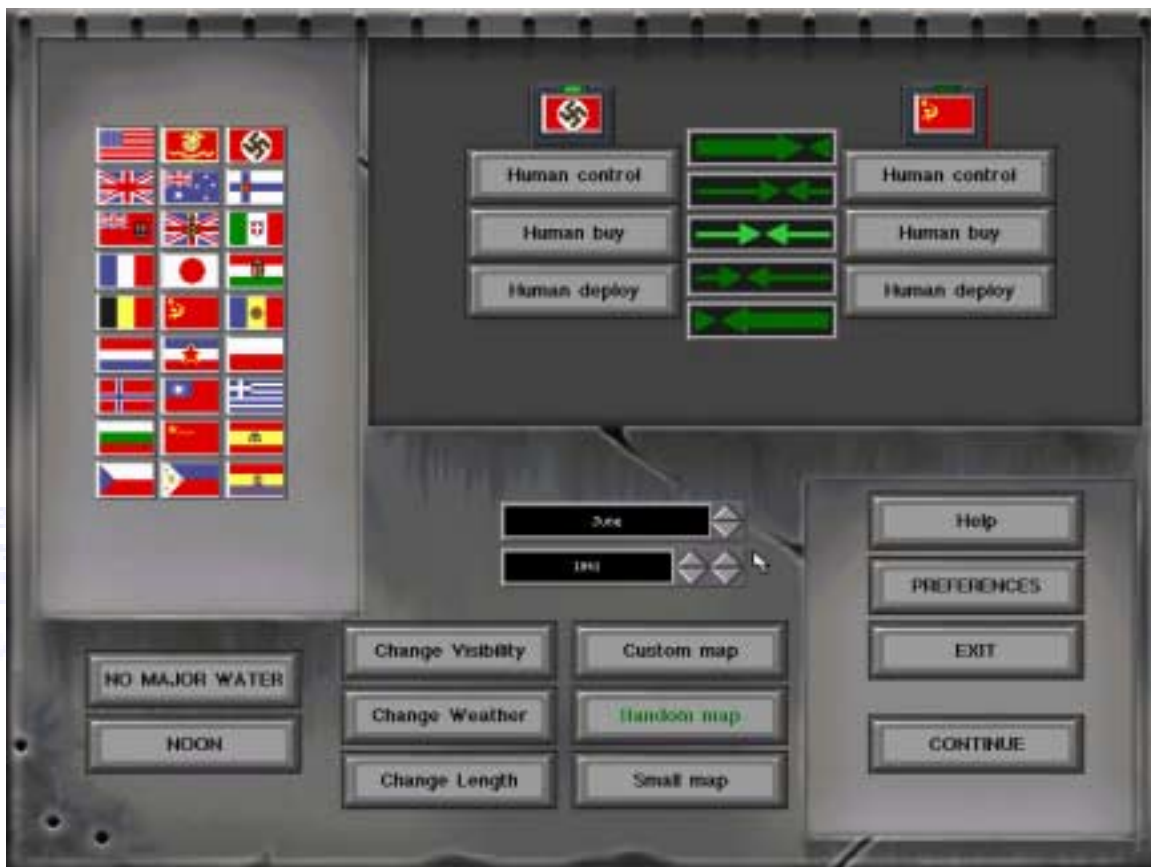 Human control
Human control
Human buy
Human buy
Human deploy
Human deploy
June
1941
Help
PREFERENCES
EXIT
CONTINUE
NO MAJOR WATER
NOON
Change Visibility
Custom map
Change Weather
Random map
Change Length
Small map